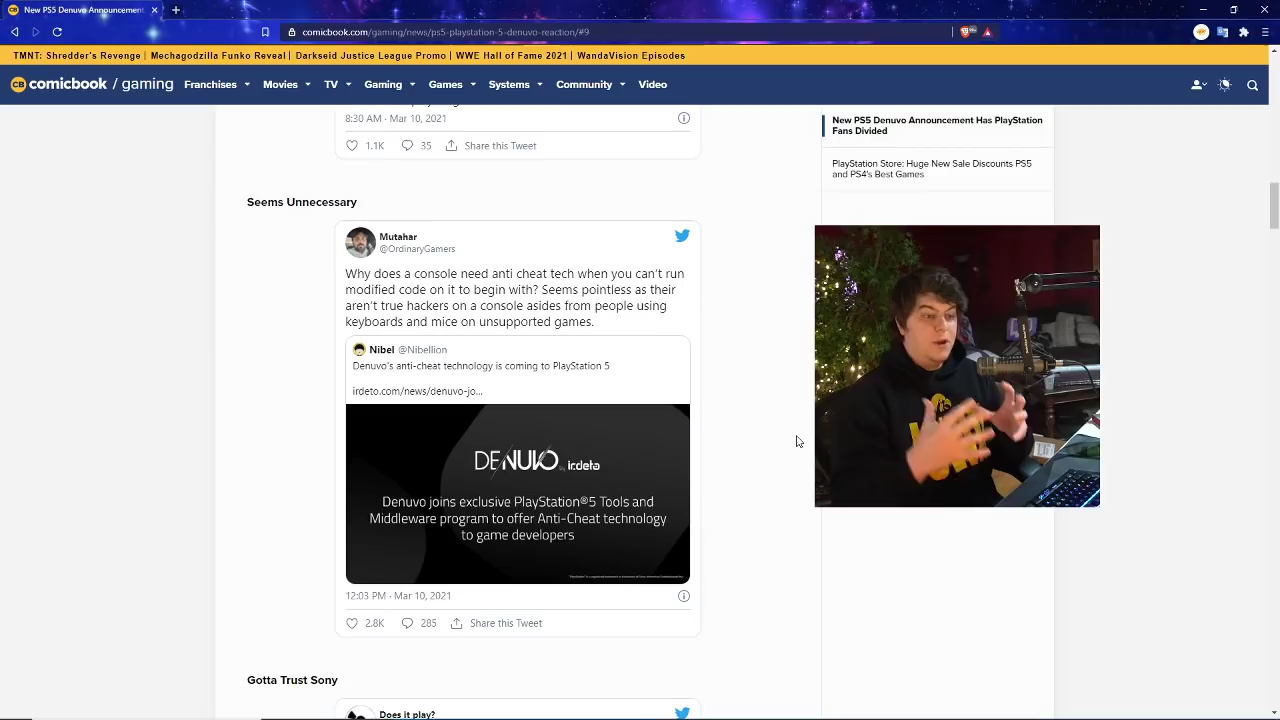 New PS5 Denuvo Announcement
comicbook.com/gaming/news/ps5-playstation-5-denuvo-reaction/#9
TMNT: Shredder's Revenge | Mechagodzilla Funko Reveal | Darkseid Justice League Promo | WWE Hall of Fame 2021 | WandaVision Episodes
CB comicbook / gaming Franchises Movies TV Gaming Games Systems Community Video
8:30 AM · Mar 10, 2021
1.1K 35 Share this Tweet
New PS5 Denuvo Announcement Has PlayStation
Fans Divided
PlayStation Store: Huge New Sale Discounts PS5
and PS4's Best Games
Seems Unnecessary
Mutahar
@OrdinaryGamers
Why does a console need anti cheat tech when you can't run
modified code on it to begin with? Seems pointless as their
aren't true hackers on a console asides from people using
keyboards and mice on unsupported games.
Nibel @Nibellion
Denuvo's anti-cheat technology is coming to PlayStation 5
irdeto.com/news/denuvo-jo...
DENUVO by irdeto
Denuvo joins exclusive PlayStation®5 Tools and
Middleware program to offer Anti-Cheat technology
to game developers
12:03 PM · Mar 10, 2021
2.8K 285 Share this Tweet
Gotta Trust Sony
Does it play?